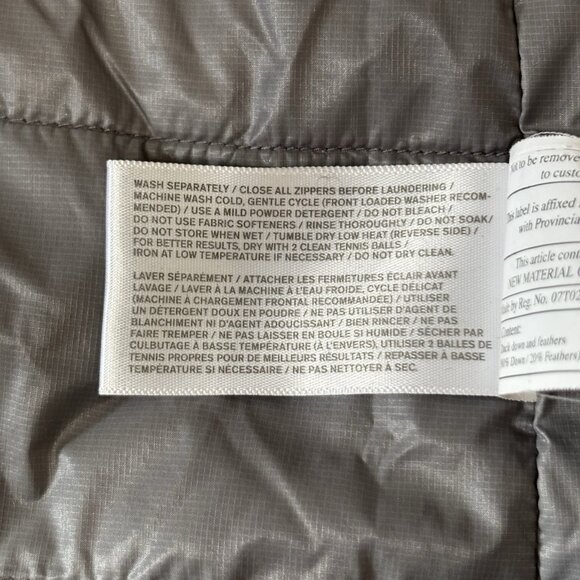 WASH SEPARATELY / CLOSE ALL ZIPPERS BEFORE LAUNDERING /
MACHINE WASH COLD, GENTLE CYCLE (FRONT LOADED WASHER RECOM-
MENDED) / USE A MILD POWDER DETERGENT / DO NOT BLEACH /
DO NOT USE FABRIC SOFTENERS / RINSE THOROUGHLY / DO NOT SOAK/
DO NOT STORE WHEN WET / TUMBLE DRY LOW HEAT (REVERSE SIDE) /
FOR BETTER RESULTS, DRY WITH 2 CLEAN TENNIS BALLS /
IRON AT LOW TEMPERATURE IF NECESSARY / DO NOT DRY CLEAN.
LAVER SÉPARÉMENT / ATTACHER LES FERMETURES ÉCLAIR AVANT
LAVAGE / LAVER À LA MACHINE À L'EAU FROIDE, CYCLE DÉLICAT
(MACHINE À CHARGEMENT FRONTAL RECOMMANDÉE) / UTILISER
UN DÉTERGENT DOUX EN POUDRE / NE PAS UTILISER D'AGENT DE
BLANCHIMENT NI D'AGENT ADOUCISSANT / BIEN RINCER / NE PAS
FAIRE TREMPER / NE PAS LAISSER EN BOULE SI HUMIDE / SÉCHER PAR
CULBUTAGE À BASSE TEMPÉRATURE (À L'ENVERS), UTILISER 2 BALLES DE
TENNIS PROPRES POUR DE MEILLEURS RÉSULTATS / REPASSER À BASSE
TEMPÉRATURE SI NÉCESSAIRE / NE PAS NETTOYER À SEC.
Not to be remove
to custo
This label is affixed
with Provincia
This article cont
NEW MATERIAL
Made by Reg. No. 07T02
Content:
Duck down and feathers
80% Down / 20% Feathers